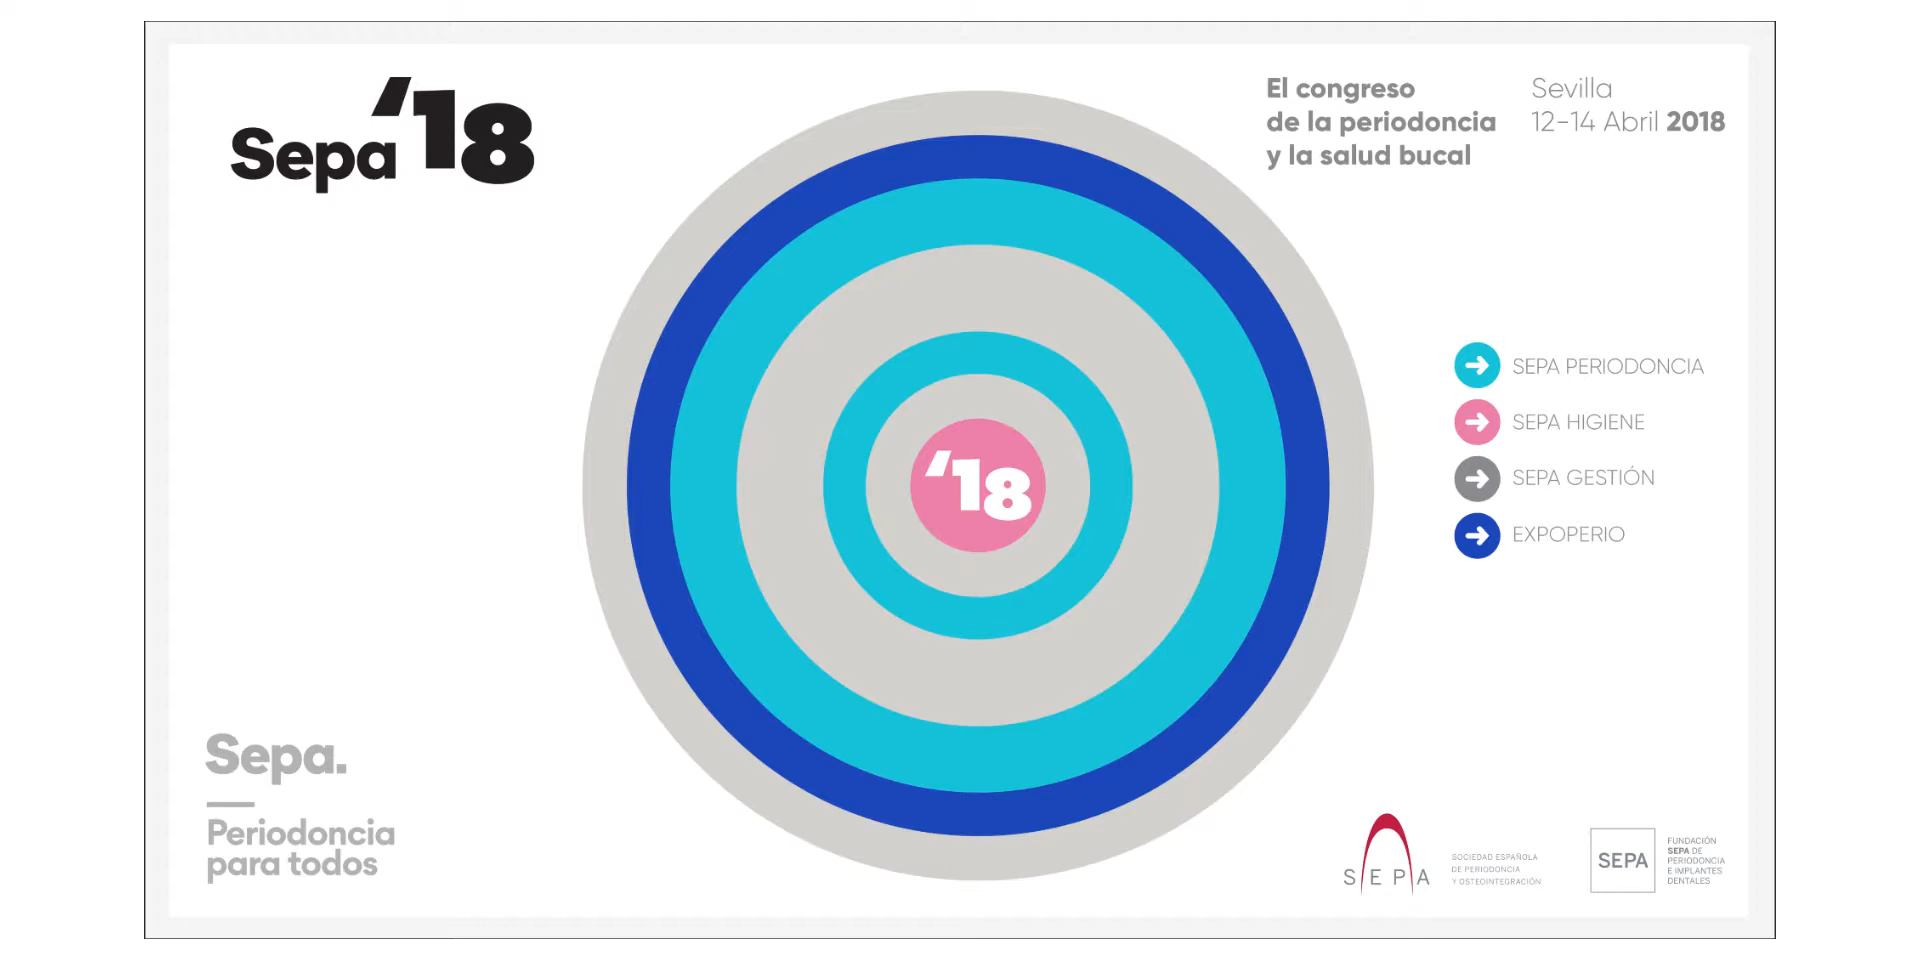 Sepa '18
El congreso
de la periodoncia
y la salud bucal
Sevilla
12-14 Abril 2018
'18
SEPA PERIODONCIA
SEPA HIGIENE
SEPA GESTIÓN
EXPOPERIO
Sepa.
Periodoncia
para todos
SEPA
SOCIEDAD ESPAÑOLA
DE PERIODONCIA
Y OSTEOINTEGRACIÓN
SEPA
FUNDACIÓN
SEPA DE
PERIODONCIA
E IMPLANTES
DENTALES